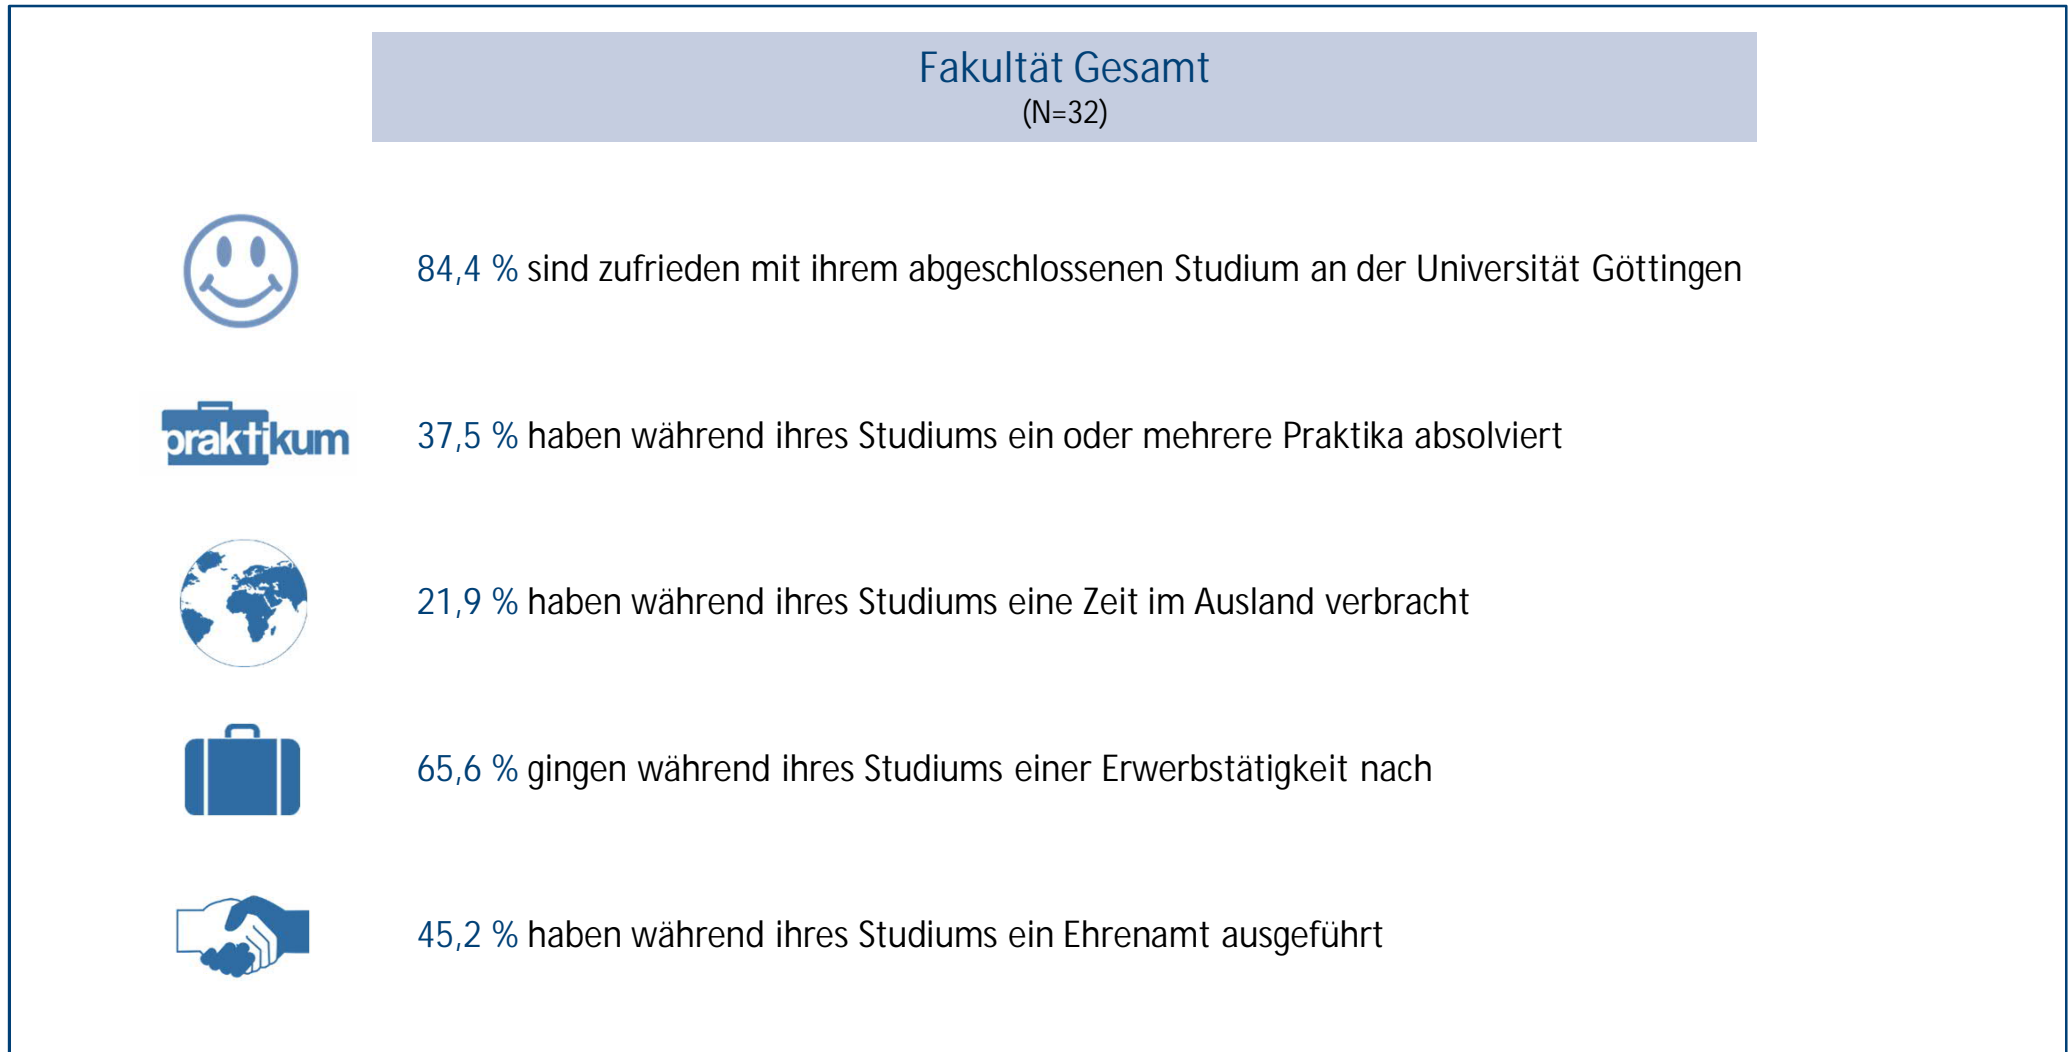 Fakultät Gesamt
(N=32)
84,4 % sind zufrieden mit ihrem abgeschlossenen Studium an der Universität Göttingen
praktikum
37,5 % haben während ihres Studiums ein oder mehrere Praktika absolviert
21,9 % haben während ihres Studiums eine Zeit im Ausland verbracht
65,6 % gingen während ihres Studiums einer Erwerbstätigkeit nach
45,2 % haben während ihres Studiums ein Ehrenamt ausgeführt